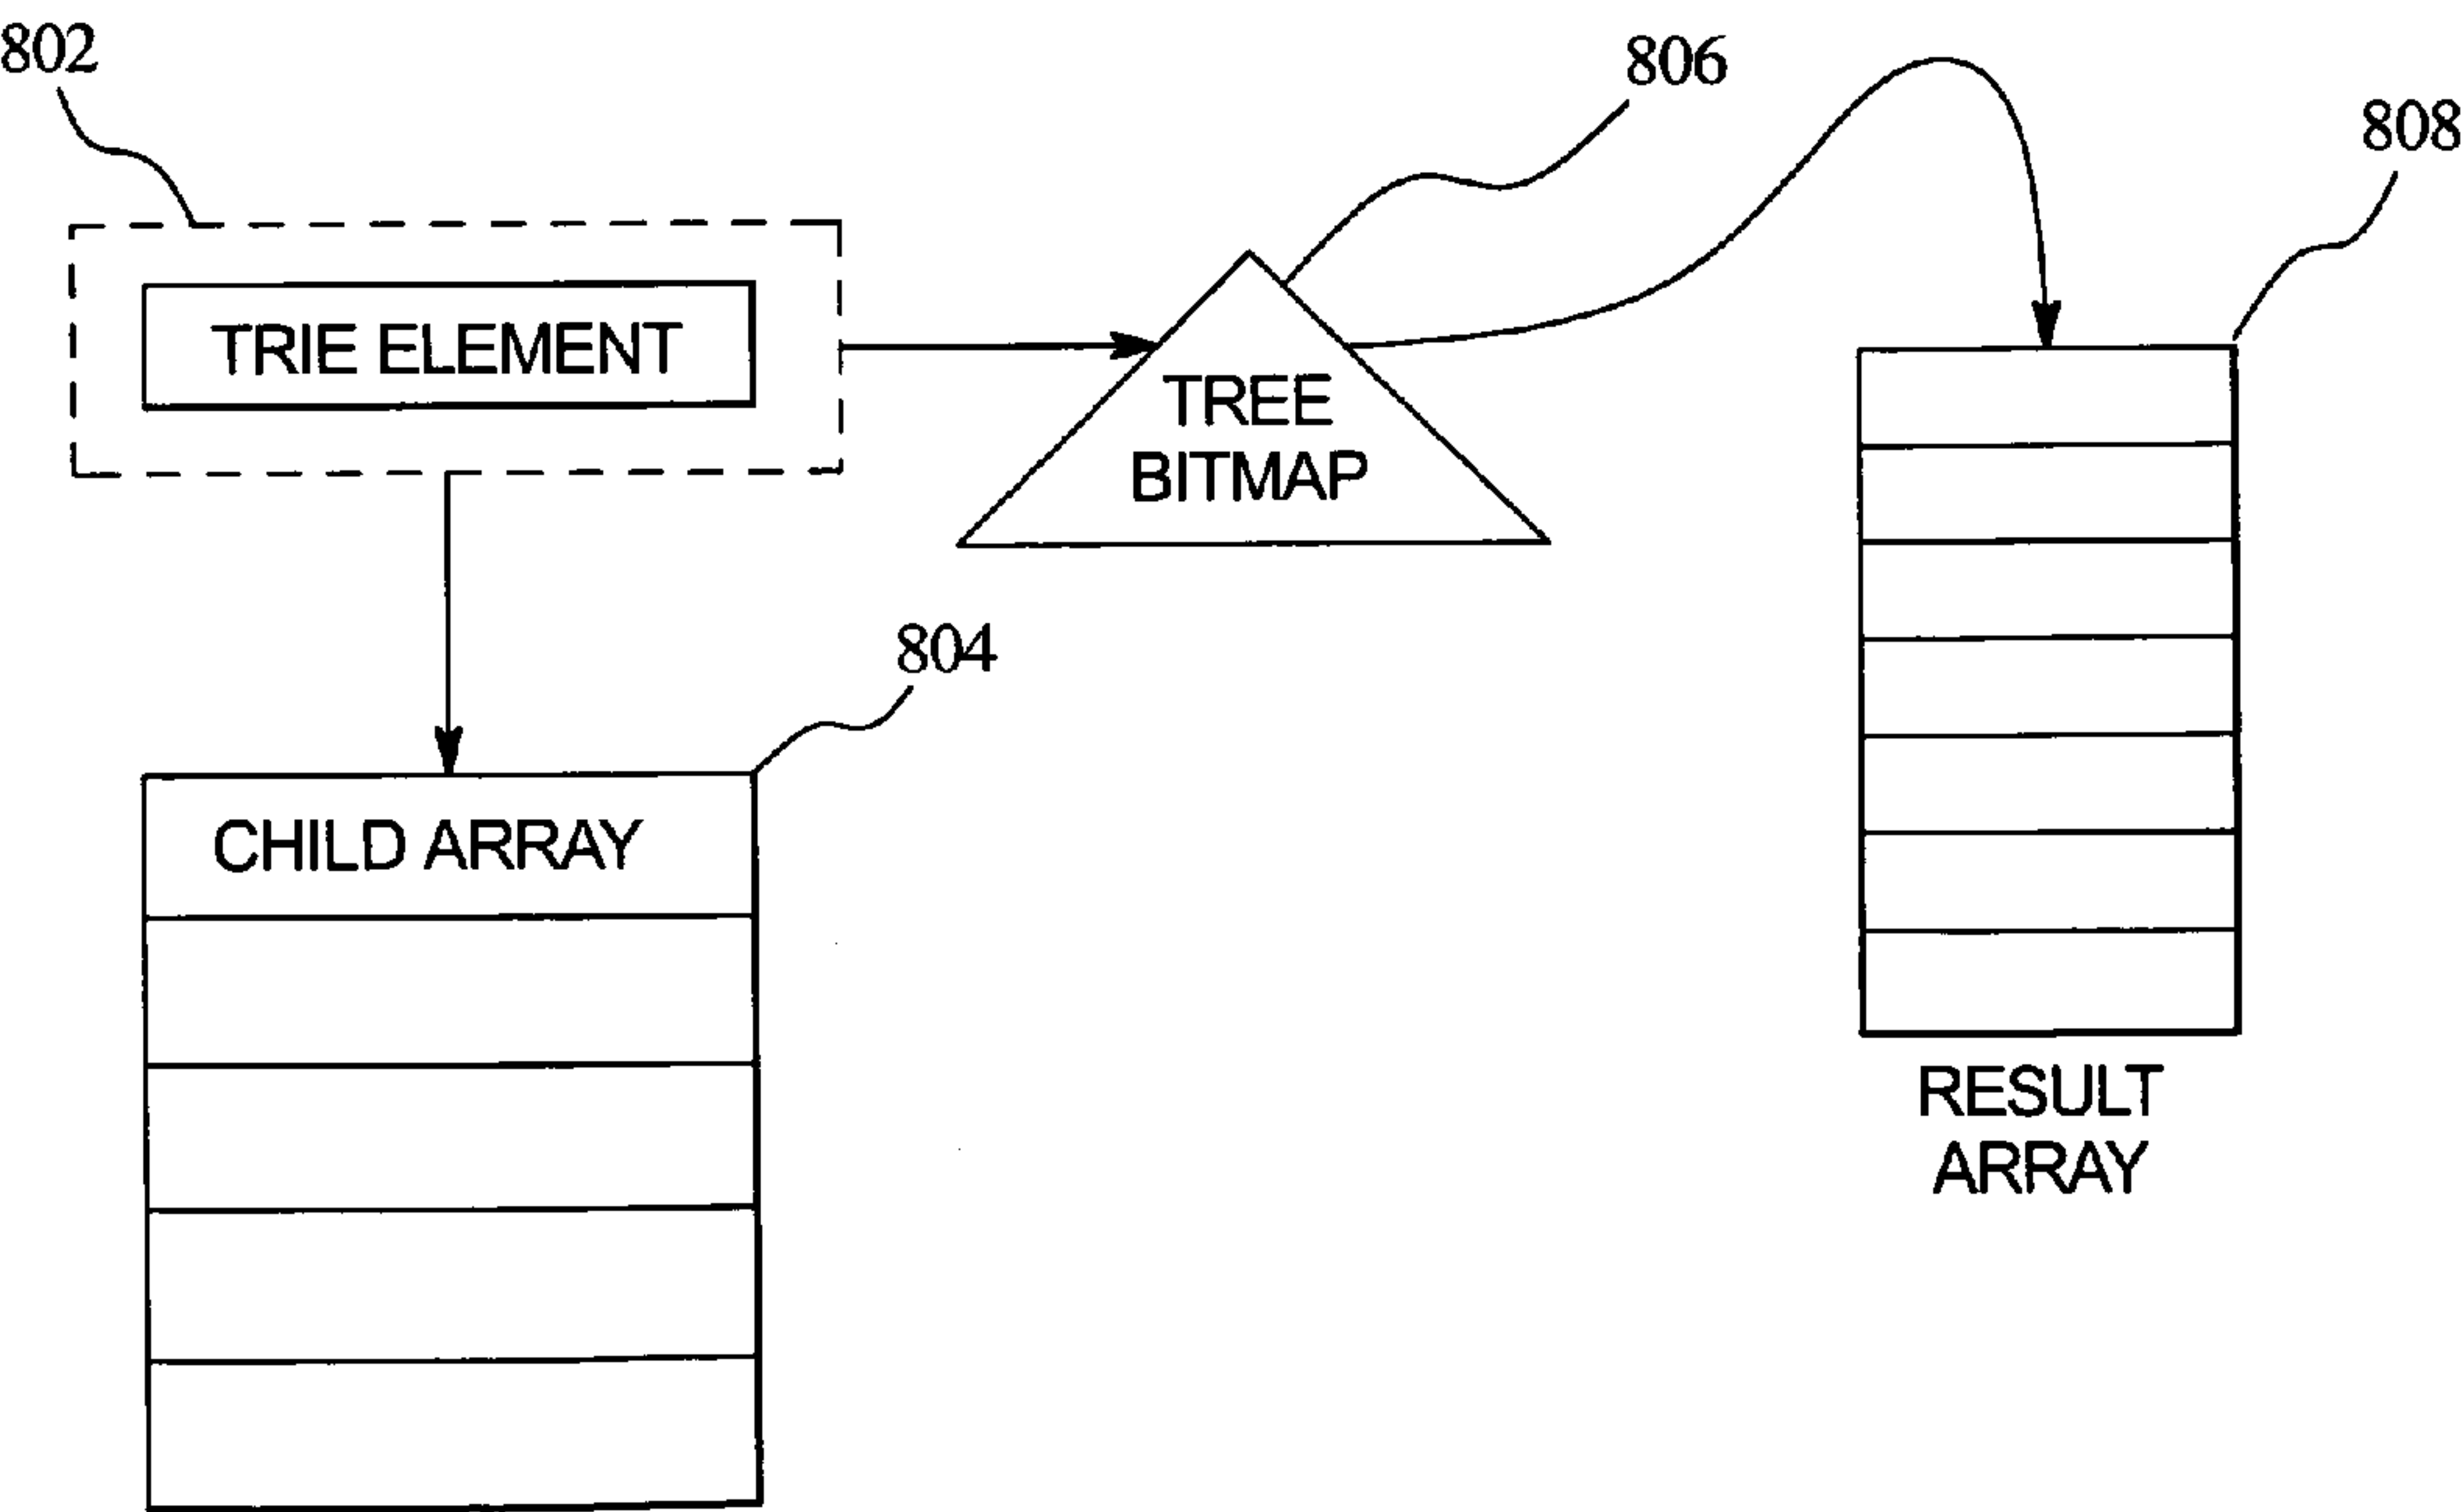 802
806
808
TRIE ELEMENT
TREE
BITMAP
804
CHILD ARRAY
RESULT
ARRAY